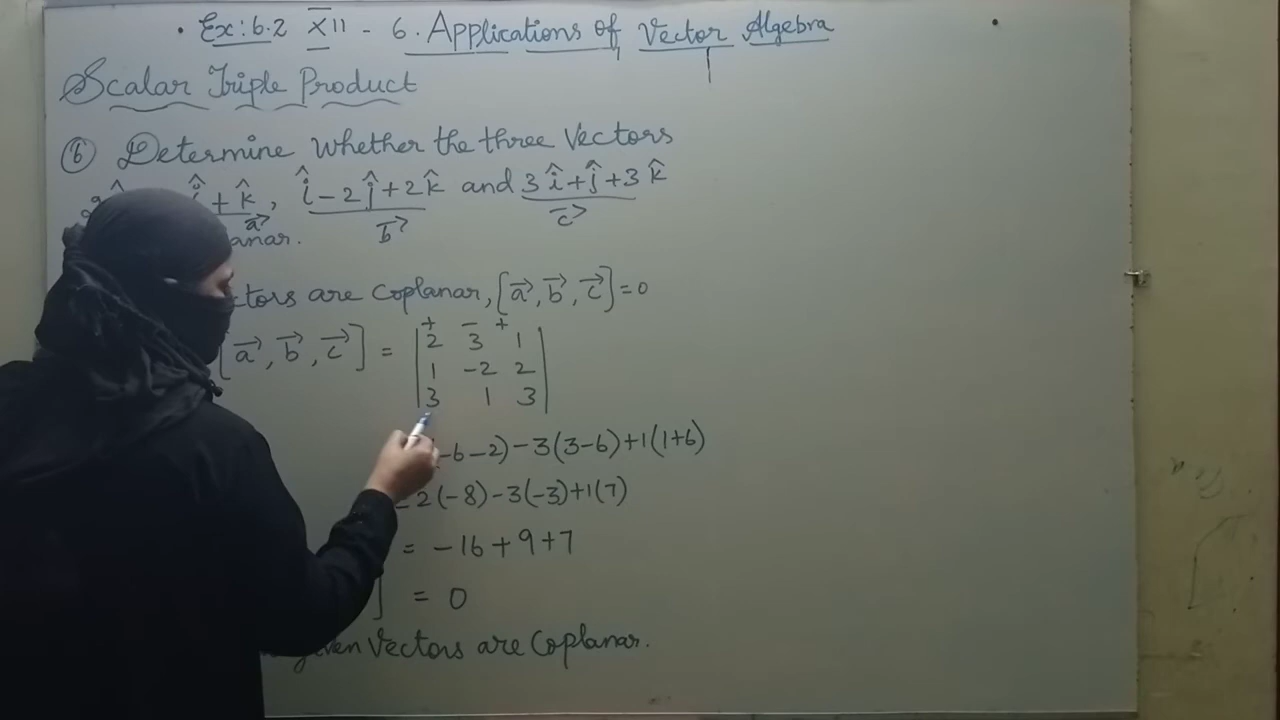 . Ex: 6.2 XII - 6. Applications of Vector Algebra
Scalar Triple Product
⑥ Determine whether the three vectors
î + k̂, î - 2ĵ + 2k̂ and 3î + ĵ + 3k̂
a⃗ b⃗ c⃗
anar.
ctors are coplanar, [a⃗, b⃗, c⃗] = 0
+ - +
[a⃗, b⃗, c⃗] = | 2 3 1 |
| 1 -2 2 |
| 3 1 3 |
-6 - 2) - 3(3 - 6) + 1(1 + 6)
2(-8) - 3(-3) + 1(7)
= -16 + 9 + 7
] = 0
given vectors are coplanar.